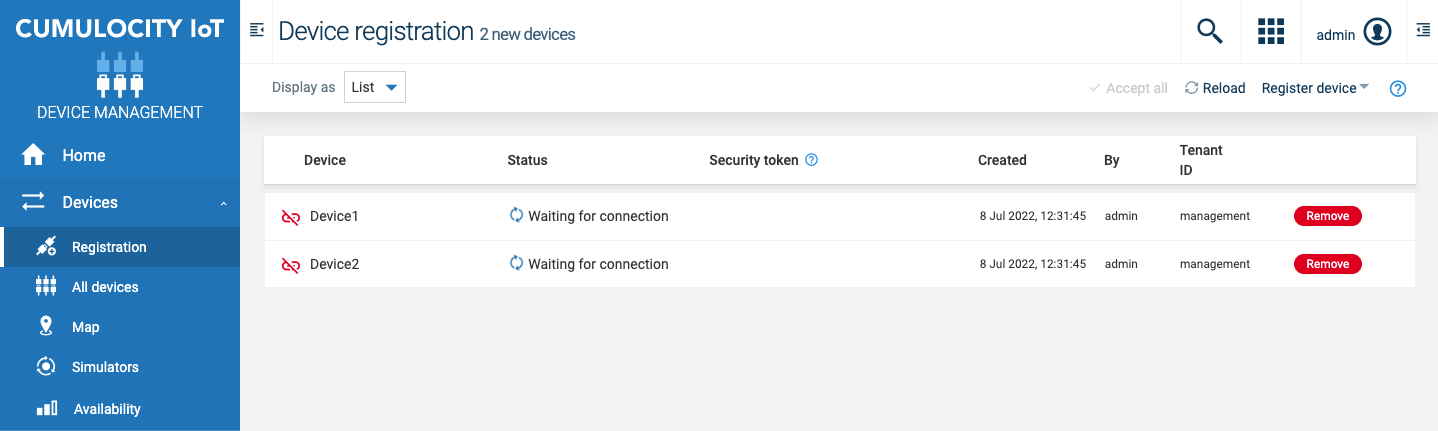 CUMULOCITY IoT
DEVICE MANAGEMENT
Home
Devices
Registration
All devices
Map
Simulators
Availability
Device registration 2 new devices
admin
Display as List
Accept all Reload Register device ?
Device Status Security token ? Created By Tenant ID
Device1 Waiting for connection 8 Jul 2022, 12:31:45 admin management Remove
Device2 Waiting for connection 8 Jul 2022, 12:31:45 admin management Remove